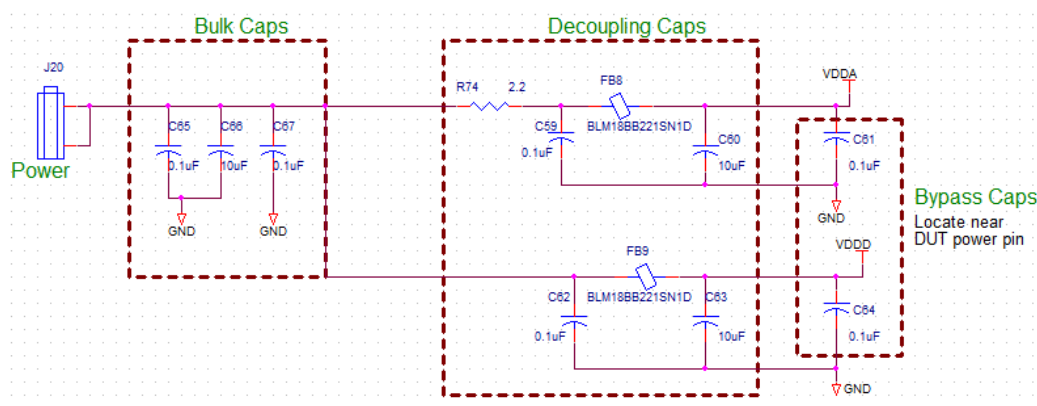 Bulk Caps
Decoupling Caps
J20
Power
C65
C66
C67
0.1uF
10uF
0.1uF
GND
GND
R74
2.2
FB8
BLM18BB221SN1D
C59
0.1uF
C60
10uF
VDDA
C61
0.1uF
GND
Bypass Caps
Locate near
DUT power pin
VDDD
FB9
BLM18BB221SN1D
C62
0.1uF
C63
10uF
C64
0.1uF
GND